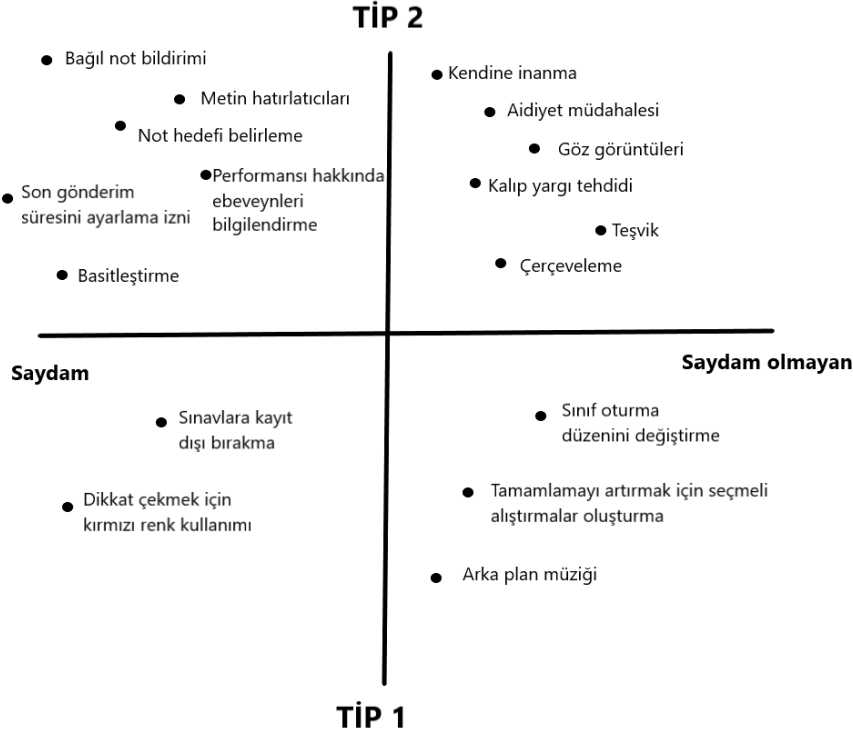 TİP 2
Bağıl not bildirimi
Metin hatırlatıcıları
Not hedefi belirleme
Performansı hakkında
ebeveynleri
bilgilendirme
Son gönderim
süresini ayarlama izni
Basitleştirme
Kendine inanma
Aidiyet müdahalesi
Göz görüntüleri
Kalıp yargı tehdidi
Teşvik
Çerçeveleme
Saydam
Saydam olmayan
Sınavlara kayıt
dışı bırakma
Dikkat çekmek için
kırmızı renk kullanımı
Sınıf oturma
düzenini değiştirme
Tamamlamayı artırmak için seçmeli
alıştırmalar oluşturma
Arka plan müziği
TİP 1